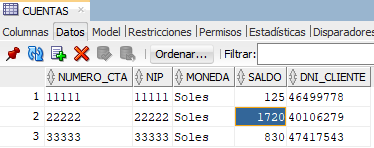 CUENTAS
Columnas Datos Model Restricciones Permisos Estadísticas Disparadores
Ordenar... Filtrar:
NUMERO_CTA NIP MONEDA SALDO DNI_CLIENTE
1 11111 11111 Soles 125 46499778
2 22222 22222 Soles 1720 40106279
3 33333 33333 Soles 830 47417543